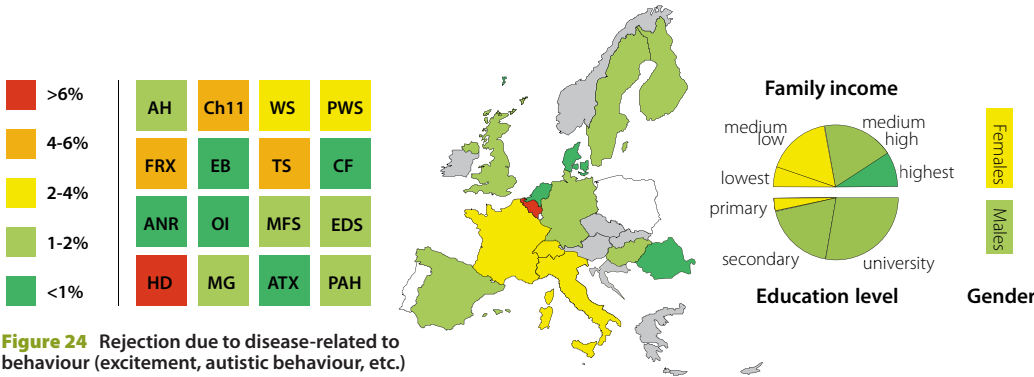 >6%
4-6%
2-4%
1-2%
<1%
AH Ch11 WS PWS
FRX EB TS CF
ANR OI MFS EDS
HD MG ATX PAH
Figure 24 Rejection due to disease-related to
behaviour (excitement, autistic behaviour, etc.)
Family income
medium
low
medium
high
lowest
highest
primary
secondary
university
Education level
Females
Males
Gender